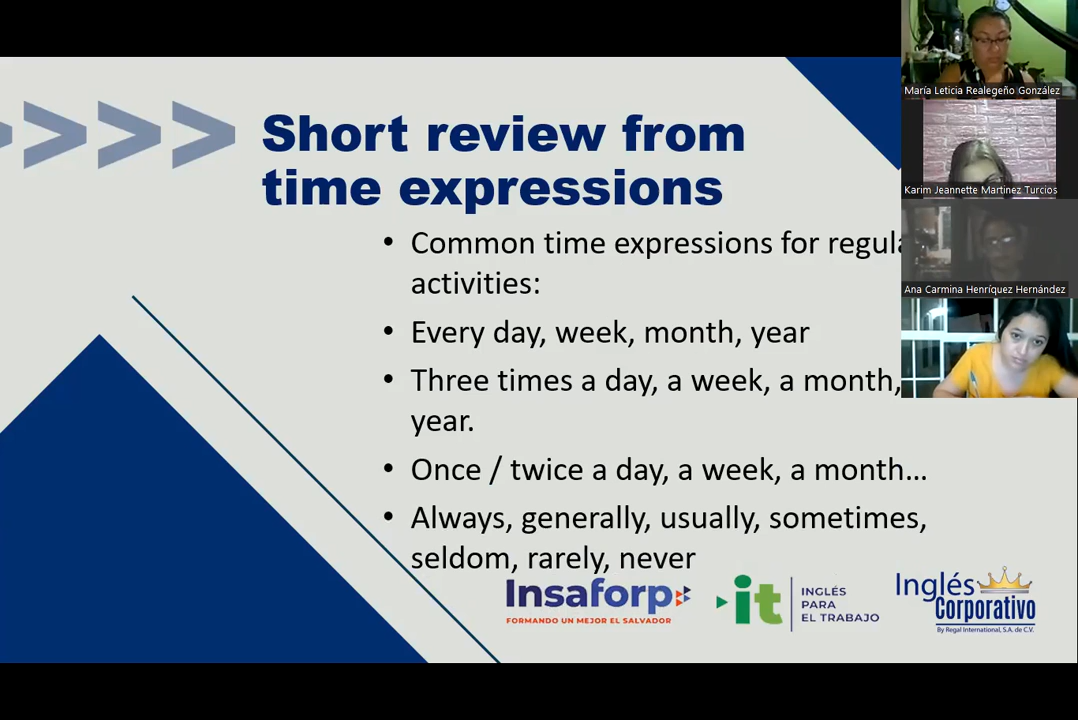 Short review from
time expressions
• Common time expressions for regula
activities:
• Every day, week, month, year
• Three times a day, a week, a month,
year.
• Once / twice a day, a week, a month…
• Always, generally, usually, sometimes,
seldom, rarely, never
Insaforp
FORMANDO UN MEJOR EL SALVADOR
it
INGLÉS
PARA
EL TRABAJO
Inglés
Corporativo
By Regal International, S.A. de C.V.
María Leticia Realegeño González
Karim Jeannette Martinez Turcios
Ana Carmina Henríquez Hernández